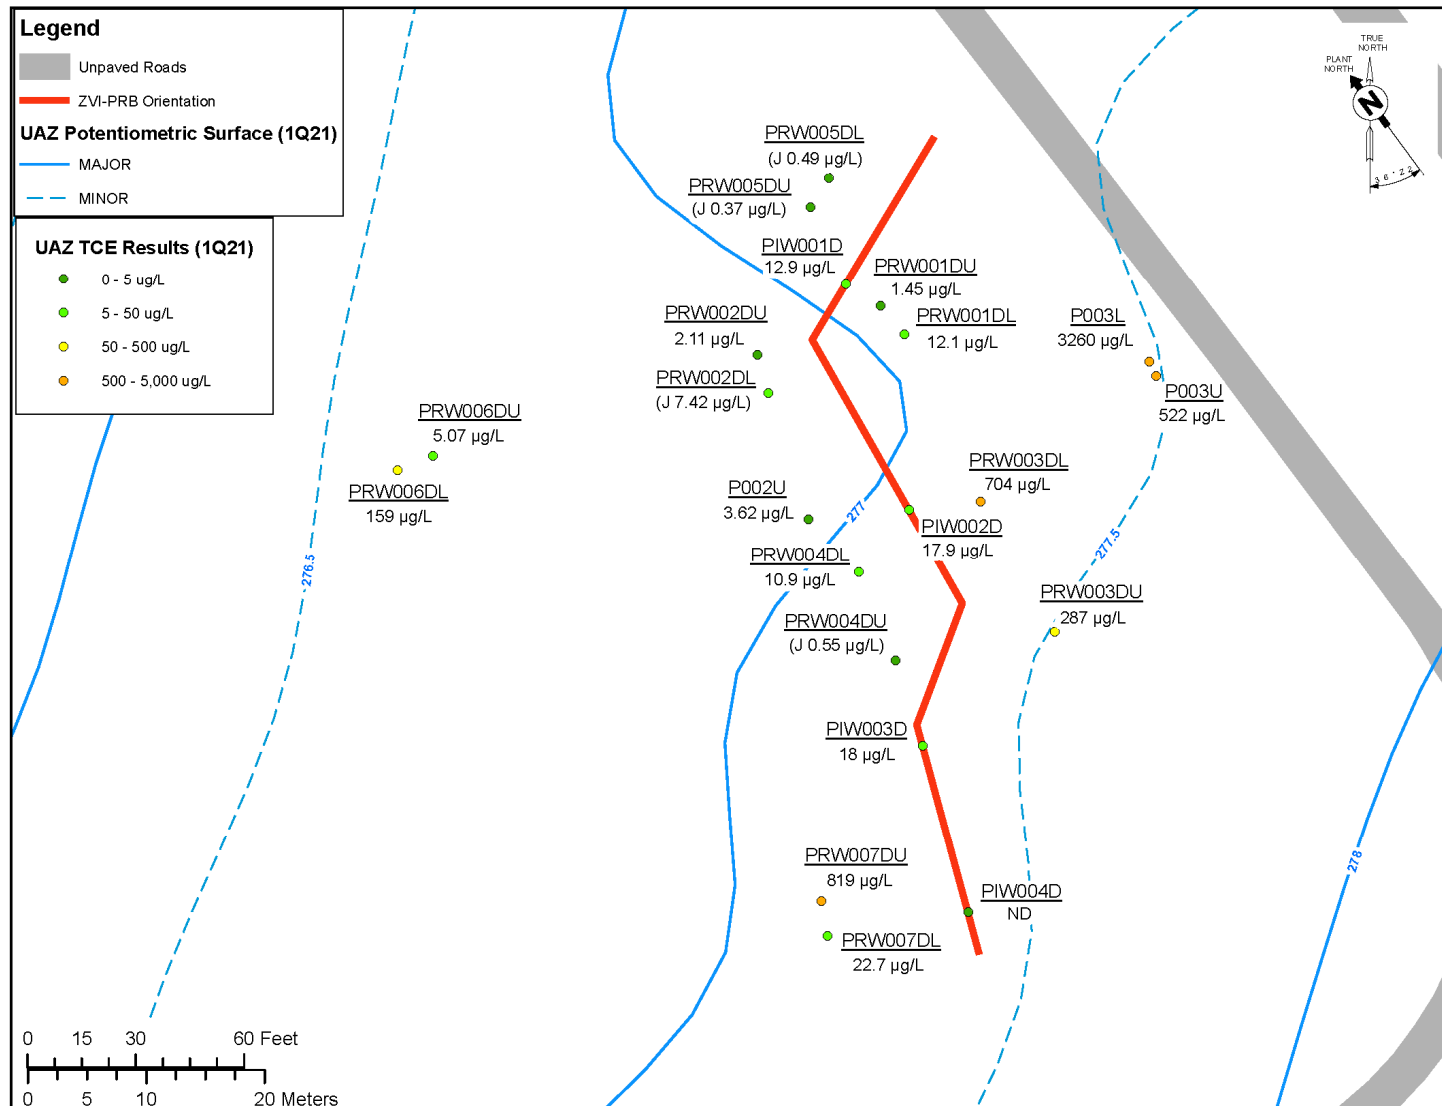 Legend
Unpaved Roads
ZVI-PRB Orientation
UAZ Potentiometric Surface (1Q21)
MAJOR
MINOR
UAZ TCE Results (1Q21)
0 - 5 ug/L
5 - 50 ug/L
50 - 500 ug/L
500 - 5,000 ug/L
TRUE
NORTH
PLANT
NORTH
N
36.22
PRW005DL
(J 0.49 µg/L)
PRW005DU
(J 0.37 µg/L)
PIW001D
12.9 µg/L
PRW001DU
1.45 µg/L
PRW001DL
12.1 µg/L
PRW002DU
2.11 µg/L
PRW002DL
(J 7.42 µg/L)
P003L
3260 µg/L
P003U
522 µg/L
PRW006DU
5.07 µg/L
PRW006DL
159 µg/L
PRW003DL
704 µg/L
P002U
3.62 µg/L
277
PIW002D
17.9 µg/L
277.5
276.5
PRW004DL
10.9 µg/L
PRW003DU
287 µg/L
PRW004DU
(J 0.55 µg/L)
PIW003D
18 µg/L
PRW007DU
819 µg/L
278
PIW004D
ND
PRW007DL
22.7 µg/L
0 15 30 60 Feet
0 5 10 20 Meters